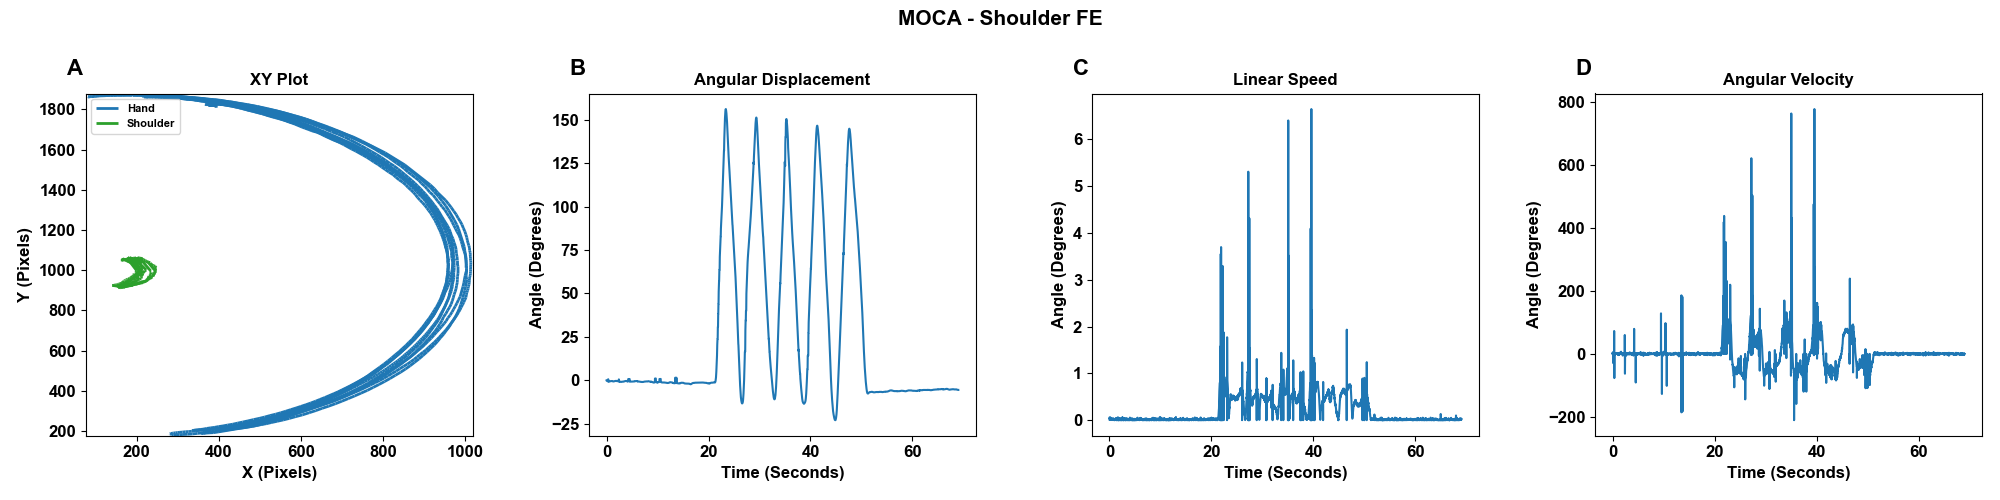 MOCA - Shoulder FE
A
XY Plot
Hand
Shoulder
1800
1600
1400
1200
1000
800
600
400
200
Y (Pixels)
200 400 600 800 1000
X (Pixels)
B
Angular Displacement
150
125
100
75
50
25
0
−25
Angle (Degrees)
0 20 40 60
Time (Seconds)
C
Linear Speed
6
5
4
3
2
1
0
Angle (Degrees)
0 20 40 60
Time (Seconds)
D
Angular Velocity
800
600
400
200
0
−200
Angle (Degrees)
0 20 40 60
Time (Seconds)